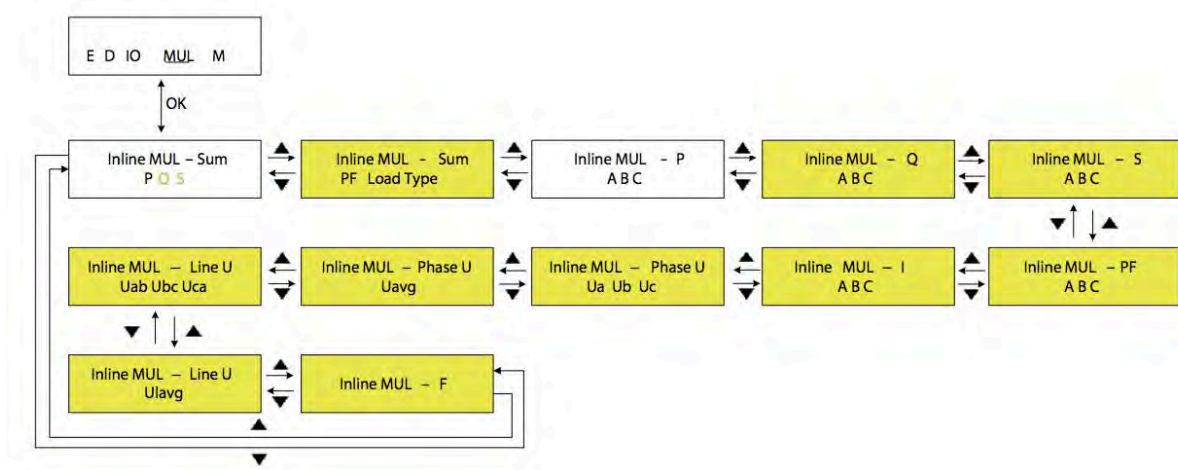 E D IO MUL M
OK
Inline MUL – Sum
P Q S
Inline MUL - Sum
PF Load Type
Inline MUL – P
A B C
Inline MUL – Q
A B C
Inline MUL – S
A B C
Inline MUL – Line U
Uab Ubc Uca
Inline MUL – Phase U
Uavg
Inline MUL – Phase U
Ua Ub Uc
Inline MUL – I
A B C
Inline MUL – PF
A B C
Inline MUL – Line U
Ulavg
Inline MUL – F